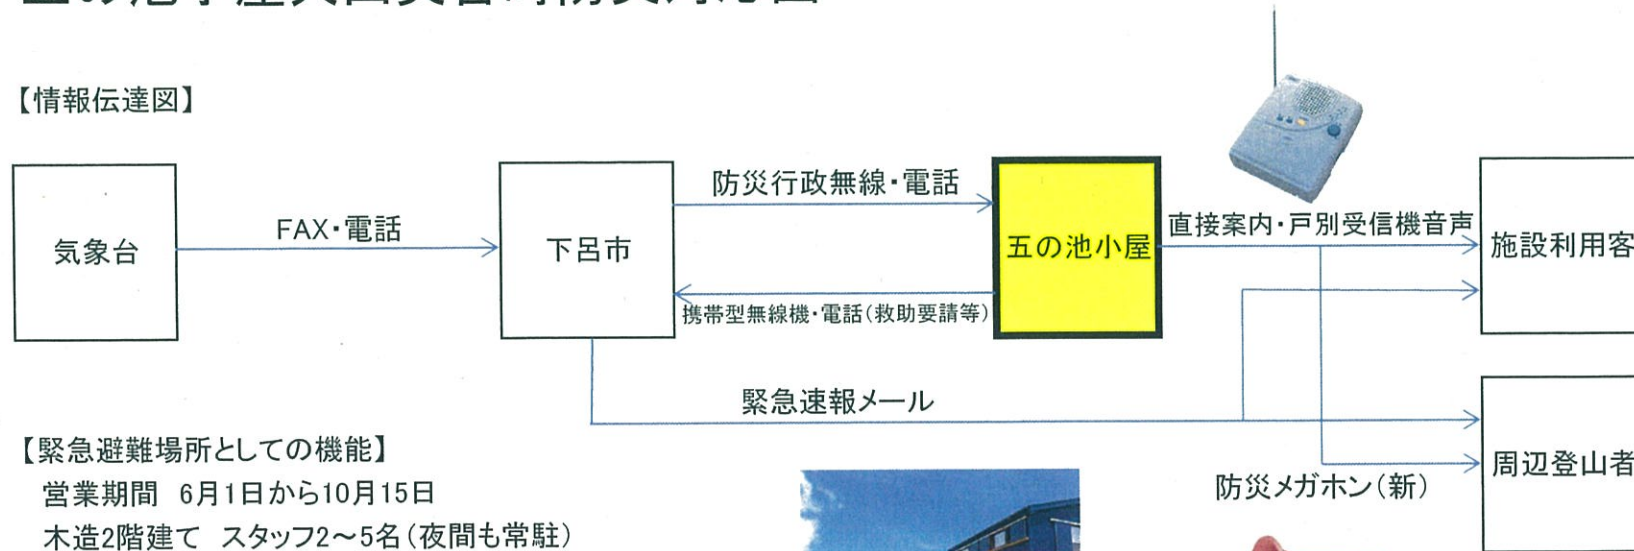 【情報伝達図】
防災行政無線・電話
FAX・電話
直接案内・戸別受信機音声
気象台
下呂市
五の池小屋
施設利用客
携帯型無線機・電話(救助要請等)
緊急速報メール
【緊急避難場所としての機能】
周辺登山者
営業期間 6月1日から10月15日
防災メガホン(新)
木造2階建て スタッフ2～5名(夜間も常駐)